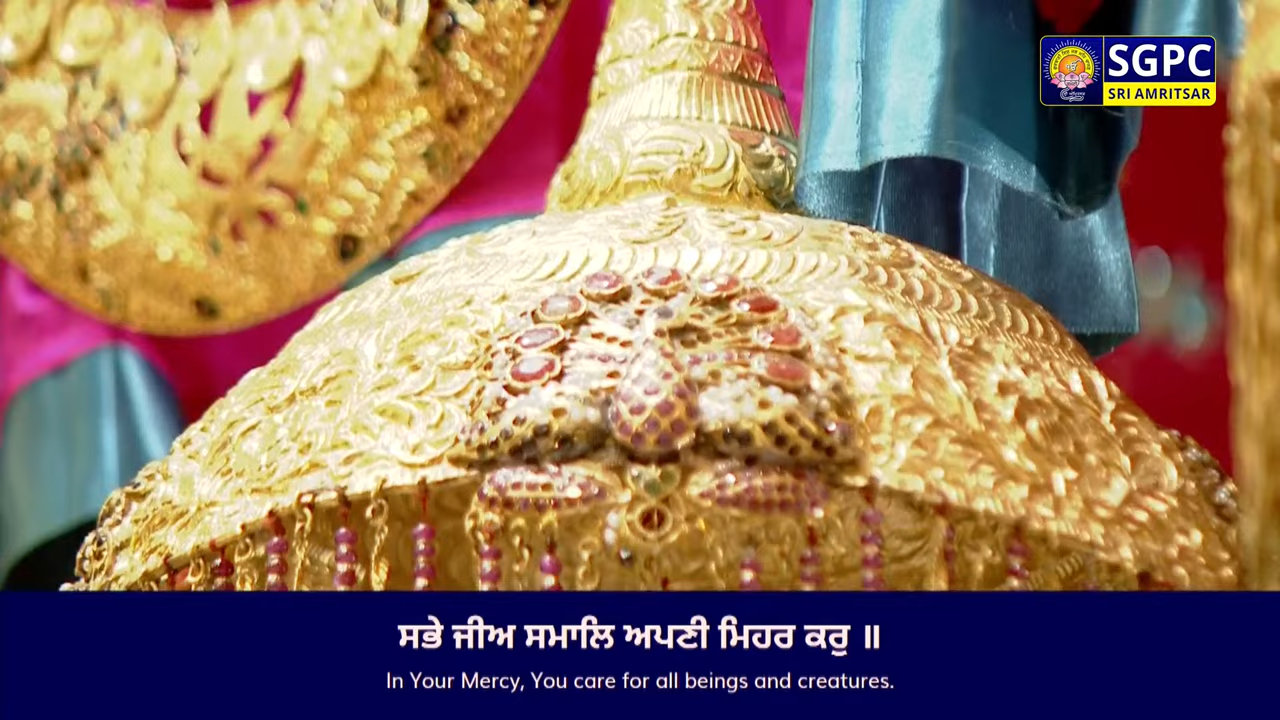 SGPC
SRI AMRITSAR
ਸਭੇ ਜੀਅ ਸਮਾਲਿ ਅਪਣੀ ਮਿਹਰ ਕਰੁ ॥
In Your Mercy, You care for all beings and creatures.